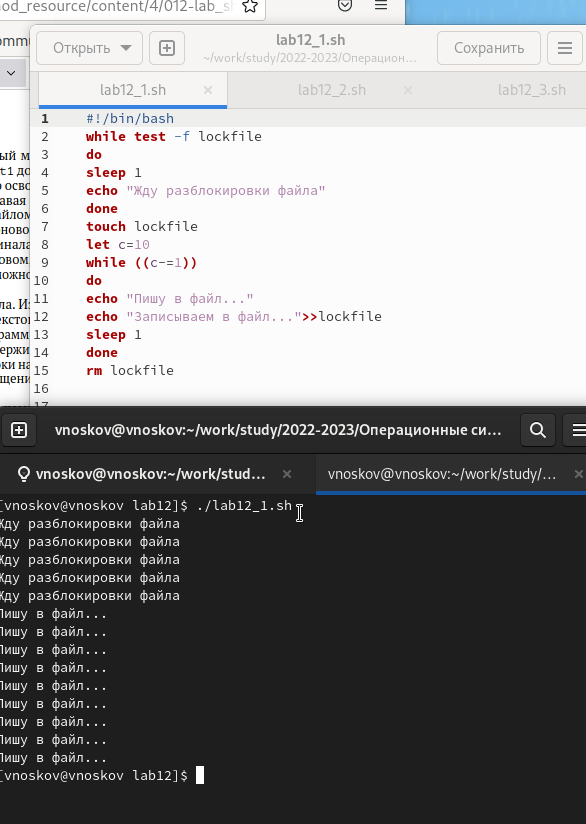 mod_resource/content/4/012-lab_sh
Открыть
lab12_1.sh
~/work/study/2022-2023/Операцион...
Сохранить
lab12_1.sh × lab12_2.sh × lab12_3.sh
1 #!/bin/bash
2 while test -f lockfile
3 do
4 sleep 1
5 echo "Жду разблокировки файла"
6 done
7 touch lockfile
8 let c=10
9 while ((c-=1))
10 do
11 echo "Пишу в файл..."
12 echo "Записываем в файл...">>lockfile
13 sleep 1
14 done
15 rm lockfile
16
17
vnoskov@vnoskov:~/work/study/2022-2023/Операционные си...
vnoskov@vnoskov:~/work/stud... × vnoskov@vnoskov:~/work/study/... ×
[vnoskov@vnoskov lab12]$ ./lab12_1.sh
Жду разблокировки файла
Жду разблокировки файла
Жду разблокировки файла
Жду разблокировки файла
Жду разблокировки файла
Пишу в файл...
Пишу в файл...
Пишу в файл...
Пишу в файл...
Пишу в файл...
Пишу в файл...
Пишу в файл...
Пишу в файл...
Пишу в файл...
[vnoskov@vnoskov lab12]$